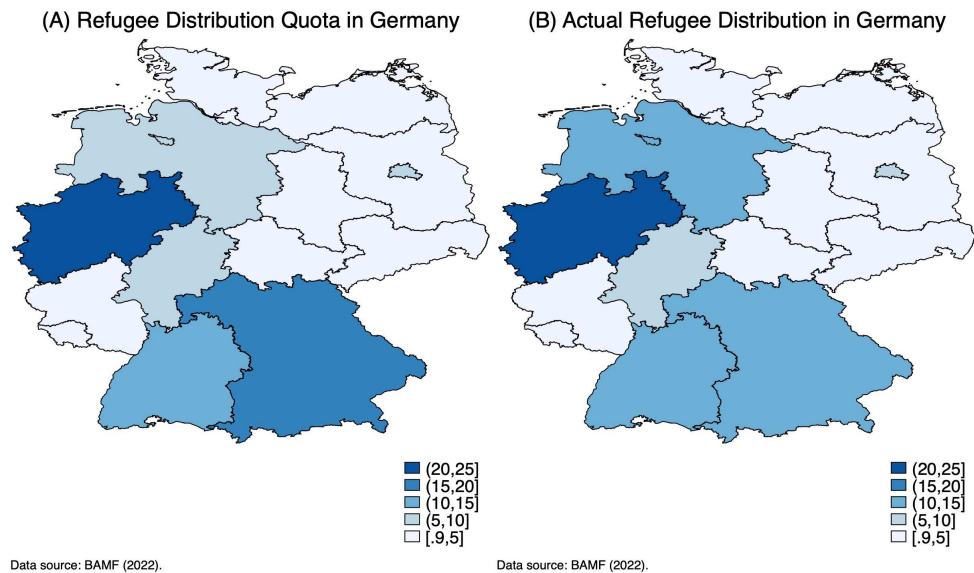 (A) Refugee Distribution Quota in Germany
(20,25]
(15,20]
(10,15]
(5,10]
[.9,5]
Data source: BAMF (2022).
(B) Actual Refugee Distribution in Germany
(20,25]
(15,20]
(10,15]
(5,10]
[.9,5]
Data source: BAMF (2022).